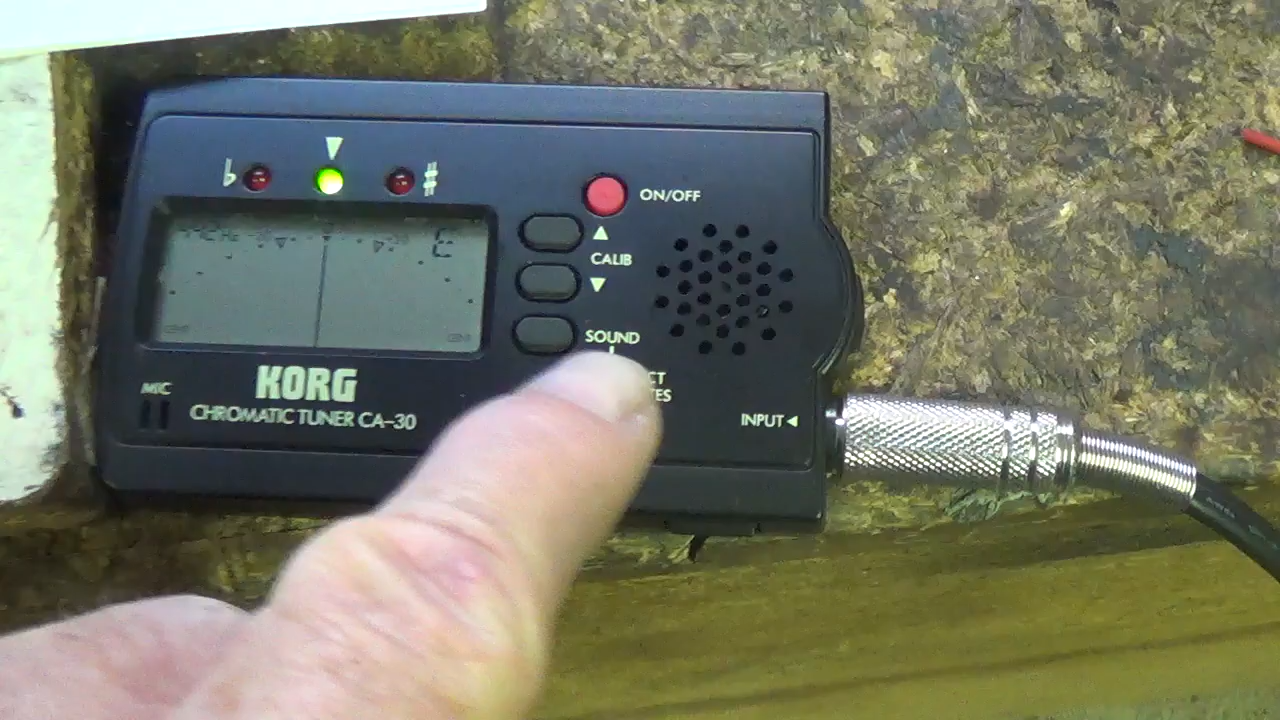 ♭ ♯
ON/OFF
E
CALIB
SOUND
MIC
KORG
CHROMATIC TUNER CA-30
INPUT